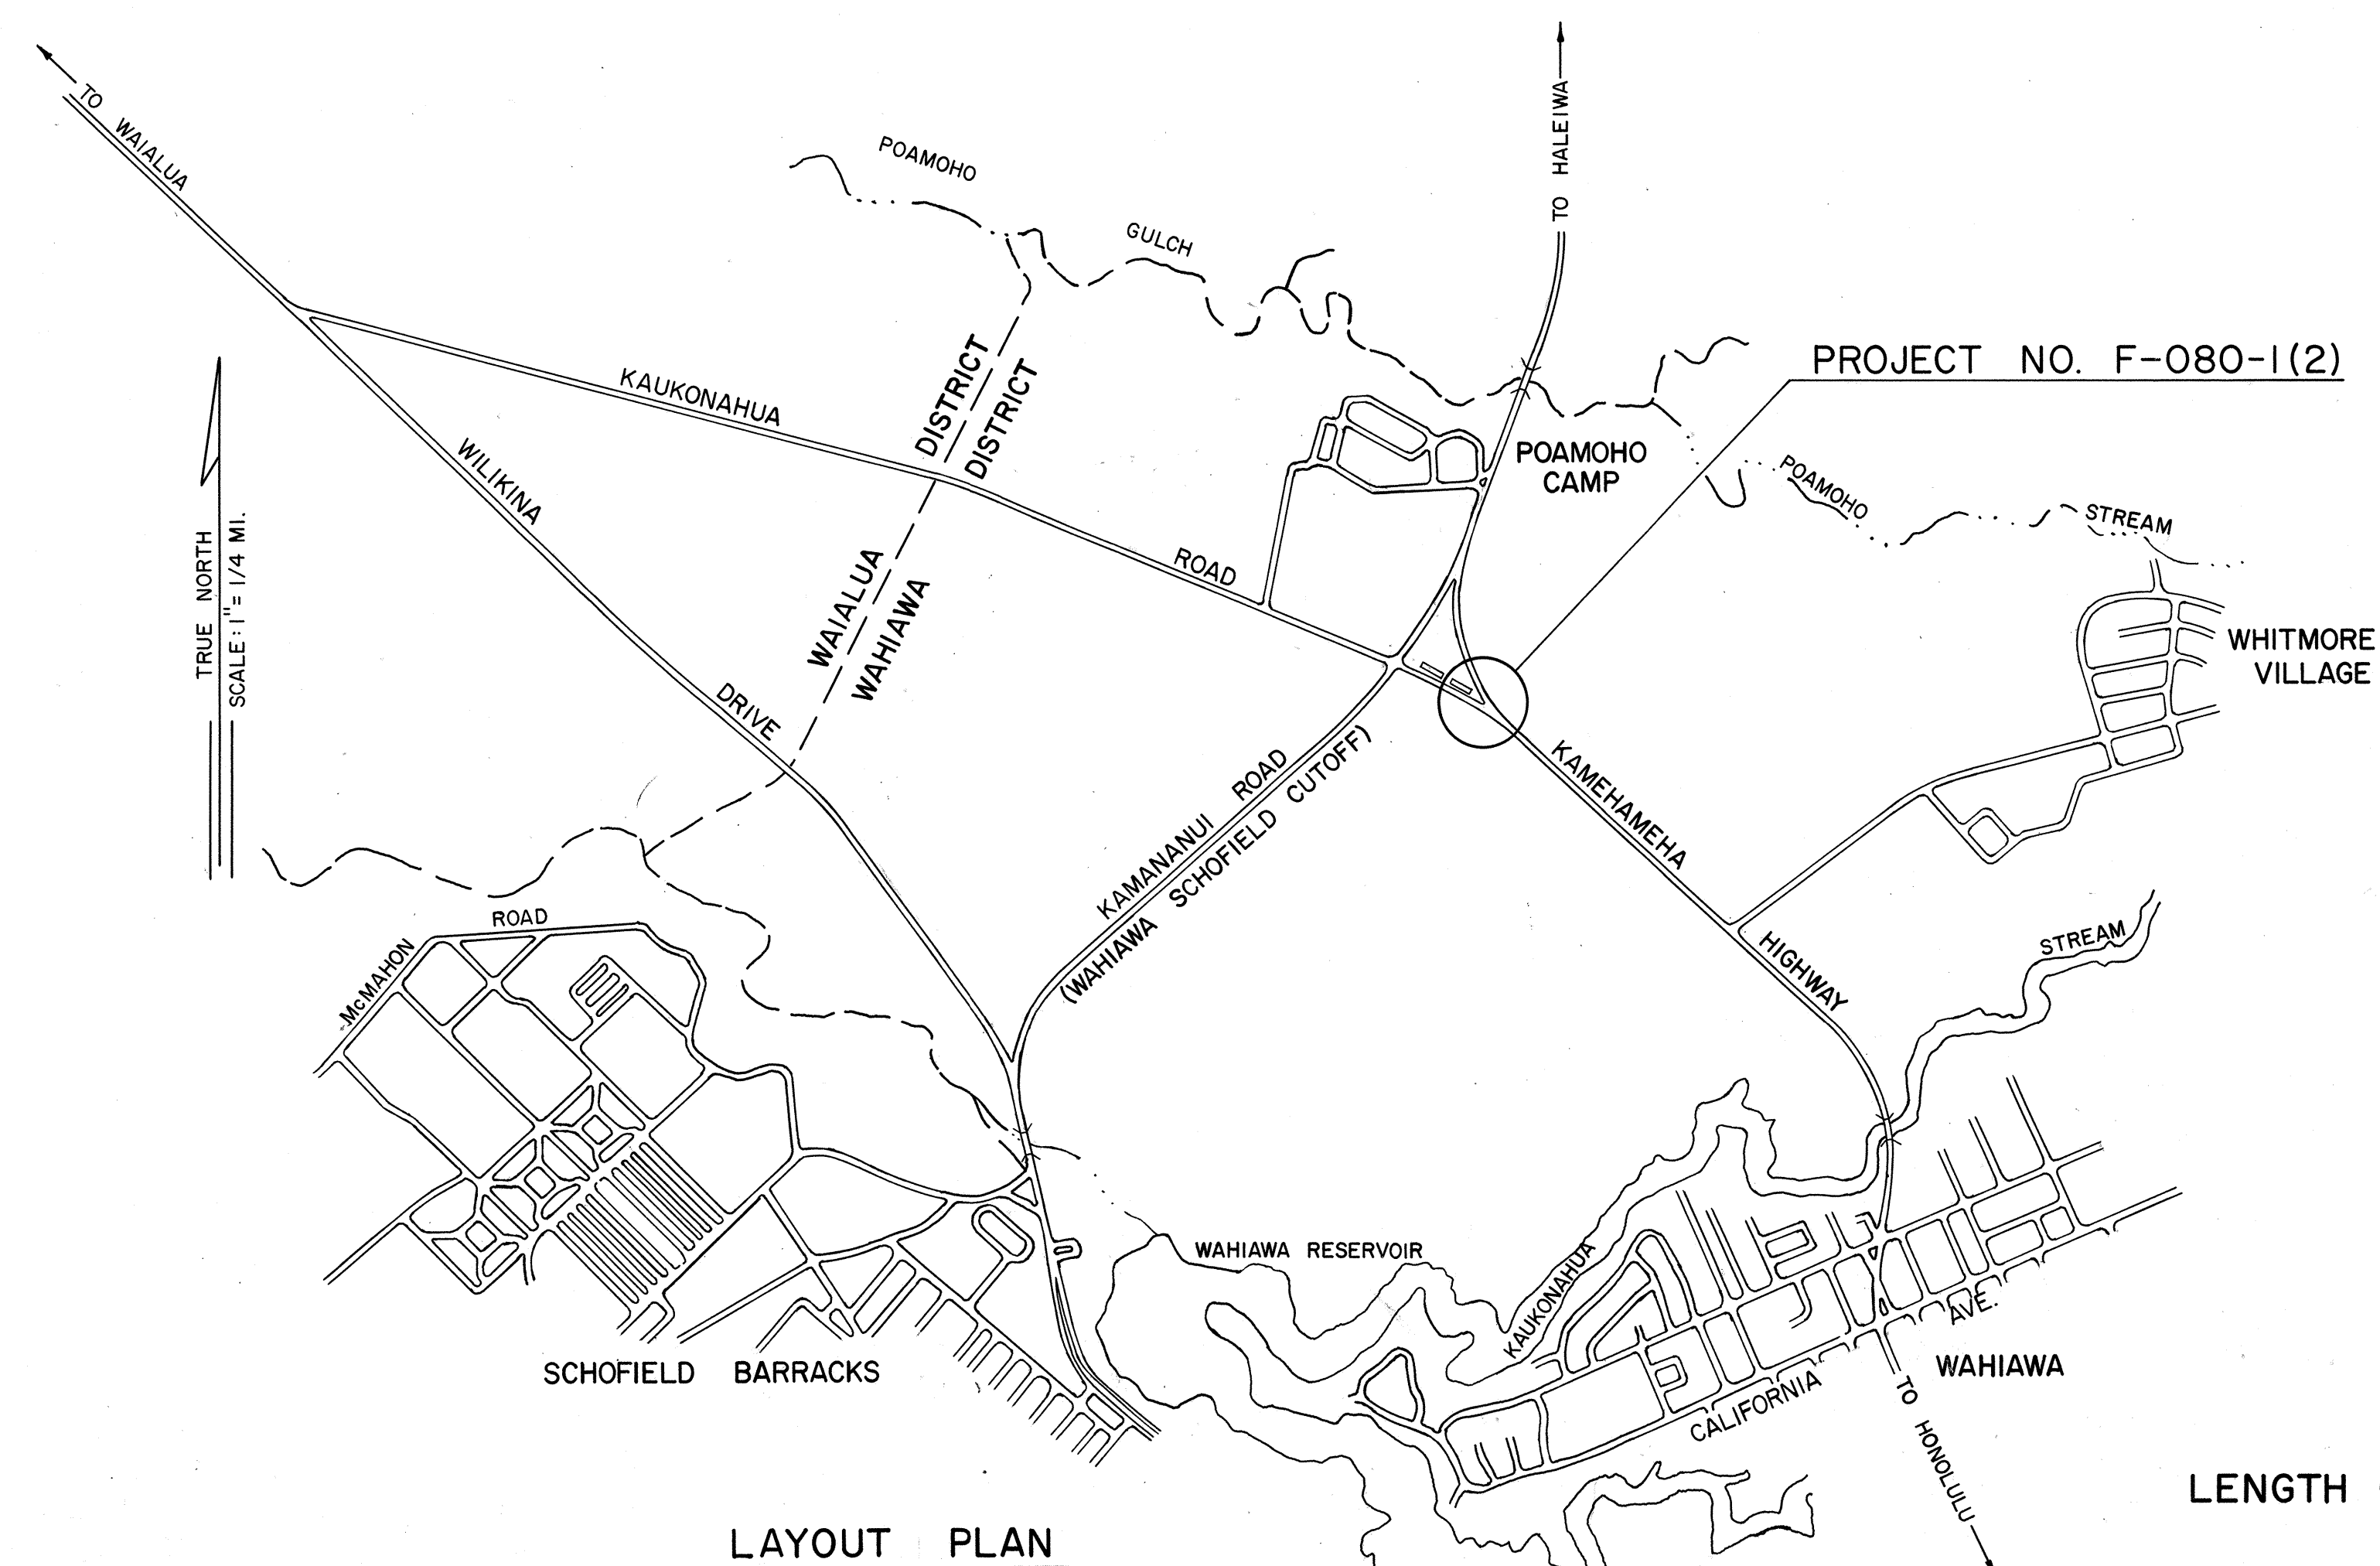 TO WAIALUA
TO HALEIWA
POAMOHO
GULCH
PROJECT NO. F-080-1(2)
KAUKONAHUA
ROAD
DISTRICT
DISTRICT
WAIALUA
WAHIAWA
WILIKINA
DRIVE
POAMOHO
CAMP
POAMOHO
STREAM
TRUE NORTH
SCALE: 1" = 1/4 MI.
WHITMORE
VILLAGE
KAMANANUI ROAD
(WAHIAWA SCHOFIELD CUTOFF)
KAMEHAMEHA
HIGHWAY
STREAM
McMAHON
ROAD
WAHIAWA RESERVOIR
KAUKONAHUA
SCHOFIELD BARRACKS
CALIFORNIA
AVE.
WAHIAWA
TO HONOLULU
LENGTH
LAYOUT PLAN